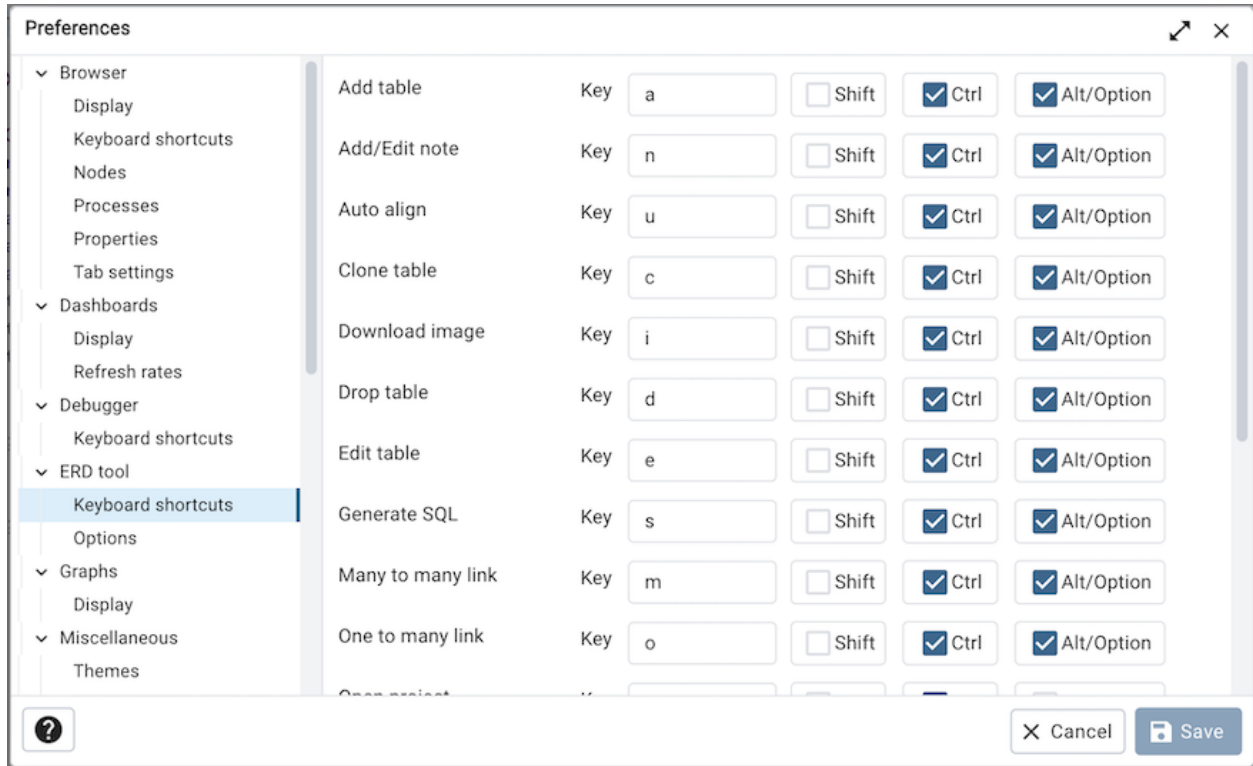 Preferences
Browser
Display
Keyboard shortcuts
Nodes
Processes
Properties
Tab settings
Dashboards
Display
Refresh rates
Debugger
Keyboard shortcuts
ERD tool
Keyboard shortcuts
Options
Graphs
Display
Miscellaneous
Themes
Add table Key a Shift Ctrl Alt/Option
Add/Edit note Key n Shift Ctrl Alt/Option
Auto align Key u Shift Ctrl Alt/Option
Clone table Key c Shift Ctrl Alt/Option
Download image Key i Shift Ctrl Alt/Option
Drop table Key d Shift Ctrl Alt/Option
Edit table Key e Shift Ctrl Alt/Option
Generate SQL Key s Shift Ctrl Alt/Option
Many to many link Key m Shift Ctrl Alt/Option
One to many link Key o Shift Ctrl Alt/Option
Open project
? Cancel Save